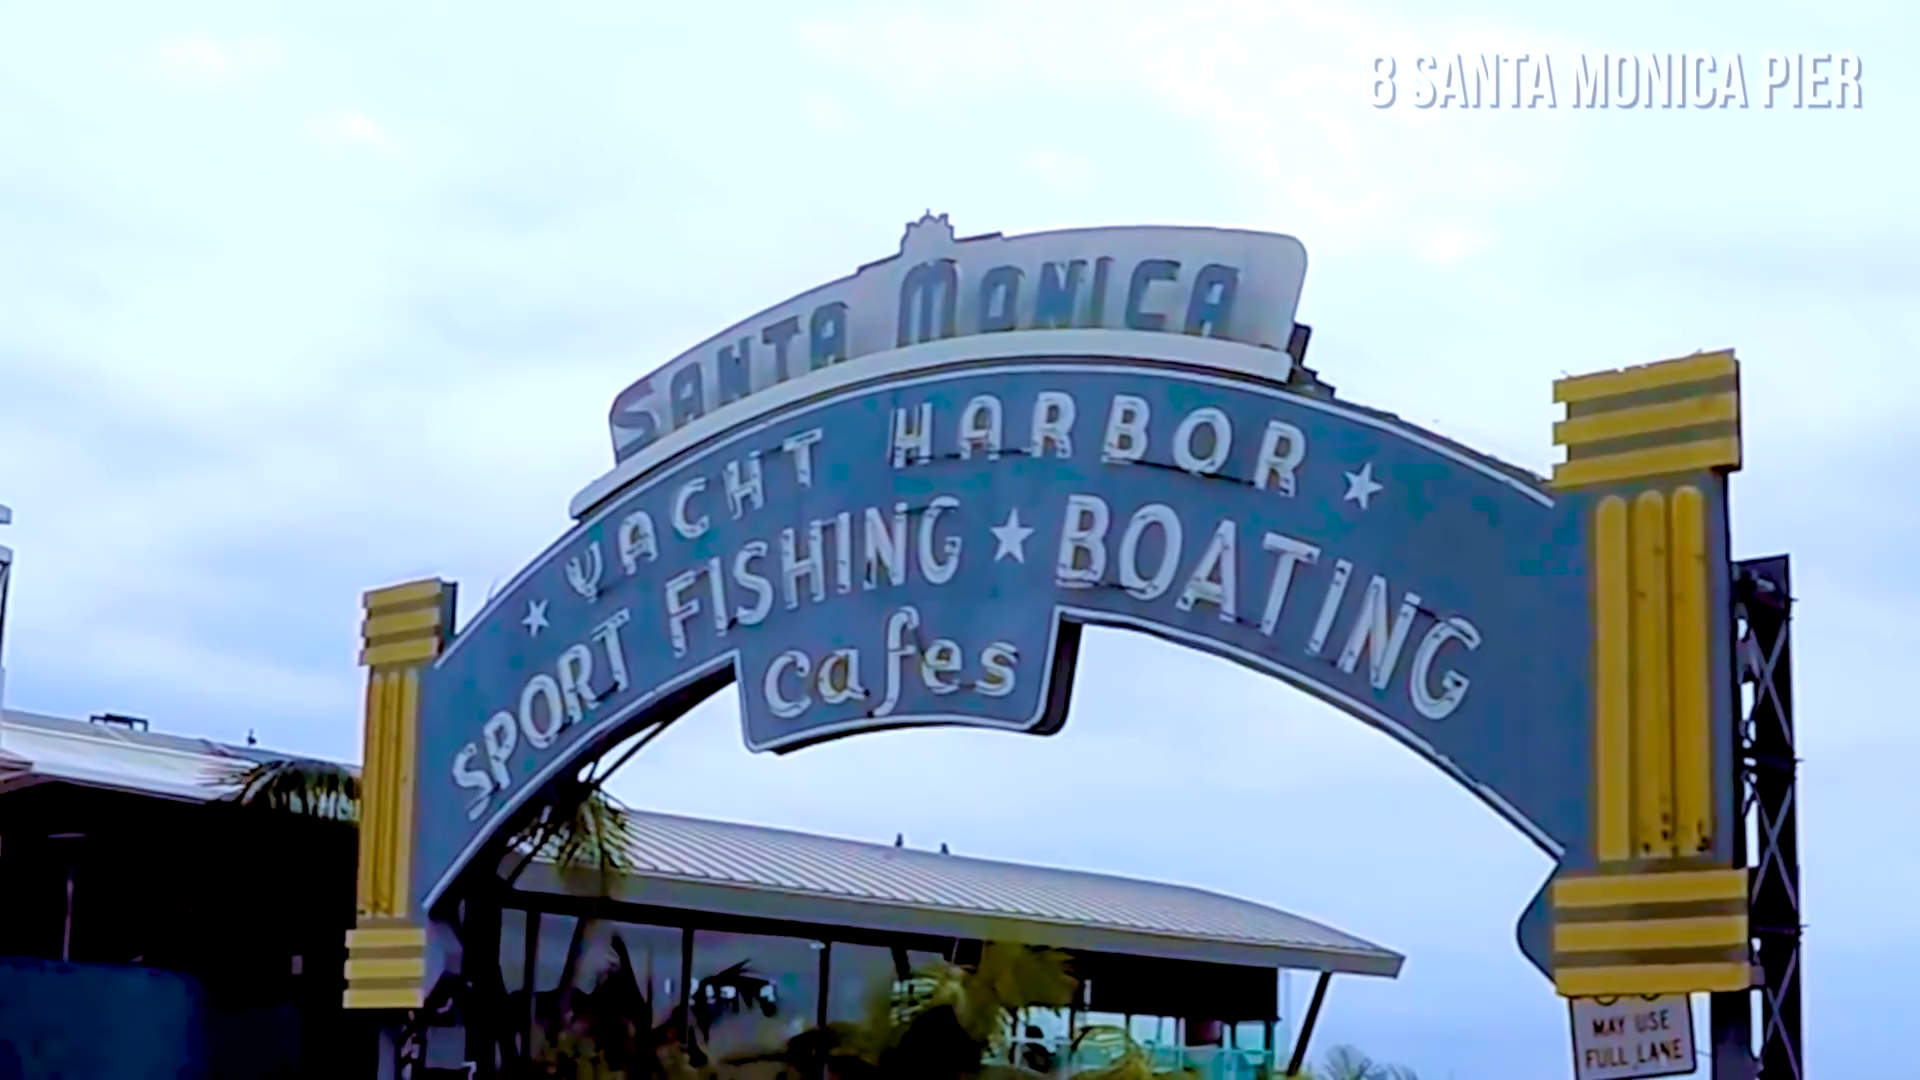 8 SANTA MONICA PIER
SANTA MONICA
YACHT HARBOR
SPORT FISHING ★ BOATING
cafes
MAY USE
FULL LANE